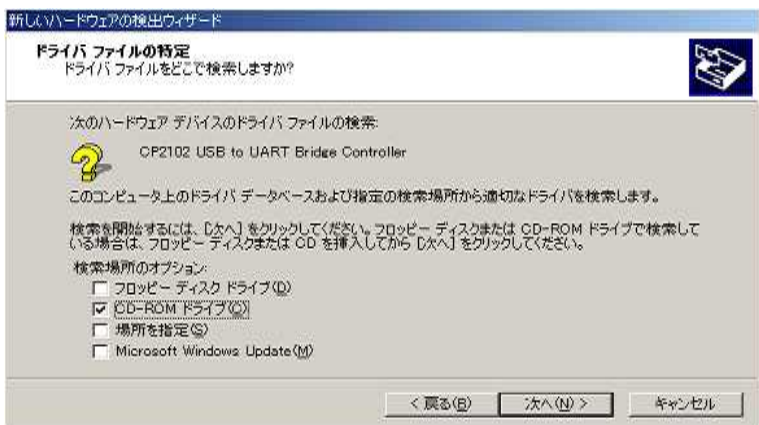 新しいハードウェアの検出ウィザード
ドライバ ファイルの特定
ドライバ ファイルをどこで検索しますか?
次のハードウェア デバイスのドライバ ファイルの検索:
CP2102 USB to UART Bridge Controller
このコンピュータ上のドライバ データベースおよび指定の検索場所から適切なドライバを検索します。
検索を開始するには、[次へ] をクリックしてください。フロッピー ディスクまたは CD-ROM ドライブで検索して
いる場合は、フロッピー ディスクまたは CD を挿入してから [次へ] をクリックしてください。
検索場所のオプション:
フロッピー ディスク ドライブ(D)
CD-ROM ドライブ(C)
場所を指定(S)
Microsoft Windows Update(M)
< 戻る(B)
次へ(N) >
キャンセル